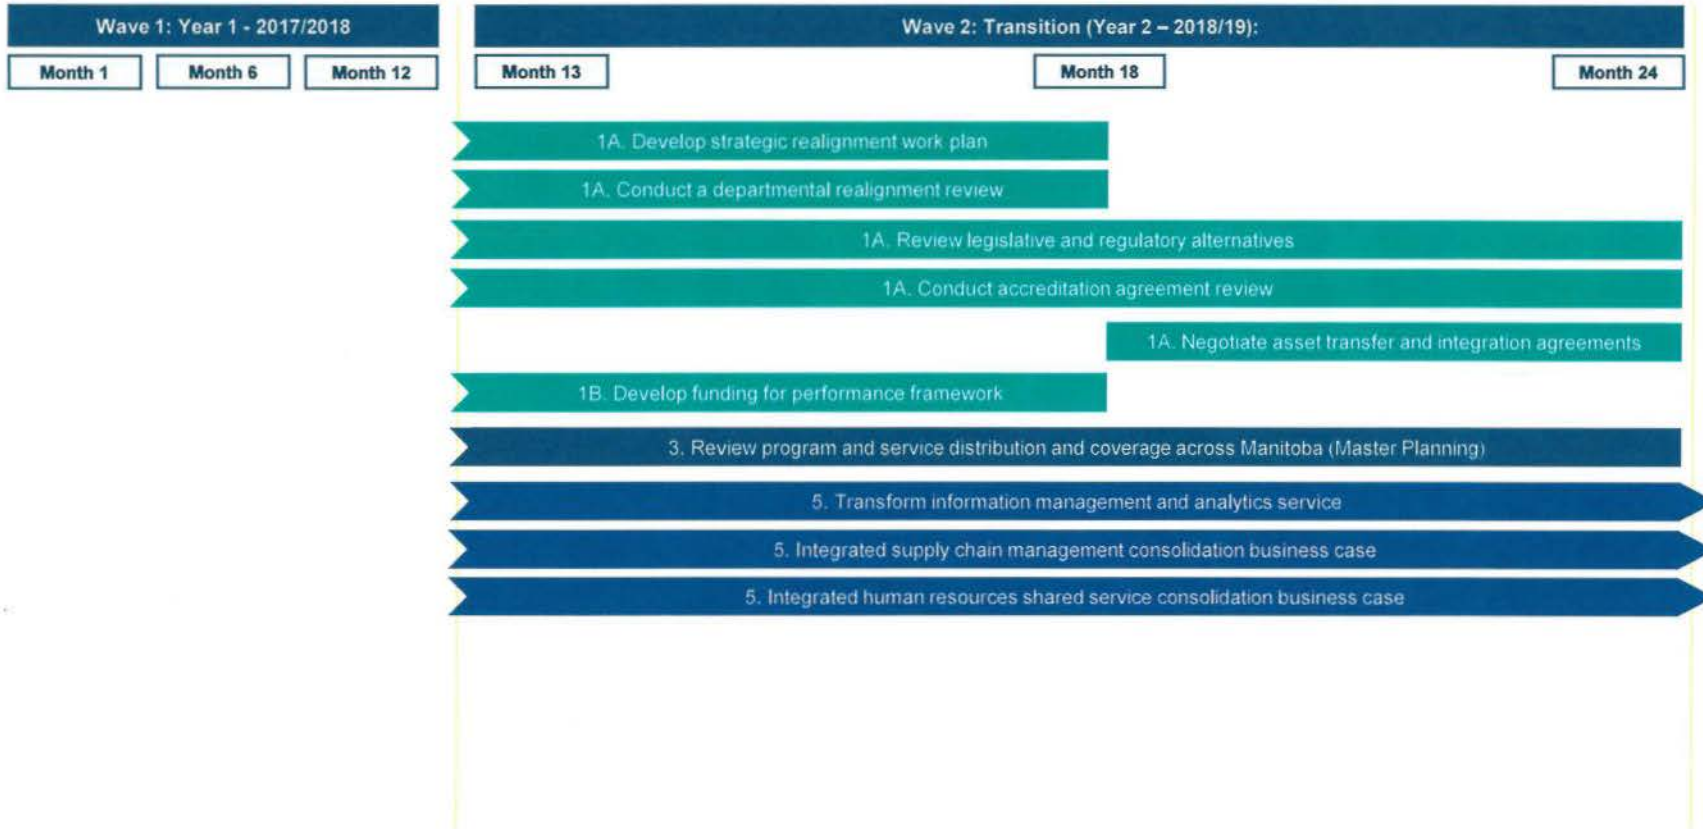 Wave 1: Year 1 - 2017/2018
Wave 2: Transition (Year 2 – 2018/19):
Month 1
Month 6
Month 12
Month 13
Month 18
Month 24
1A. Develop strategic realignment work plan
1A. Conduct a departmental realignment review
1A. Review legislative and regulatory alternatives
1A. Conduct accreditation agreement review
1A. Negotiate asset transfer and integration agreements
1B. Develop funding for performance framework
3. Review program and service distribution and coverage across Manitoba (Master Planning)
5. Transform information management and analytics service
5. Integrated supply chain management consolidation business case
5. Integrated human resources shared service consolidation business case